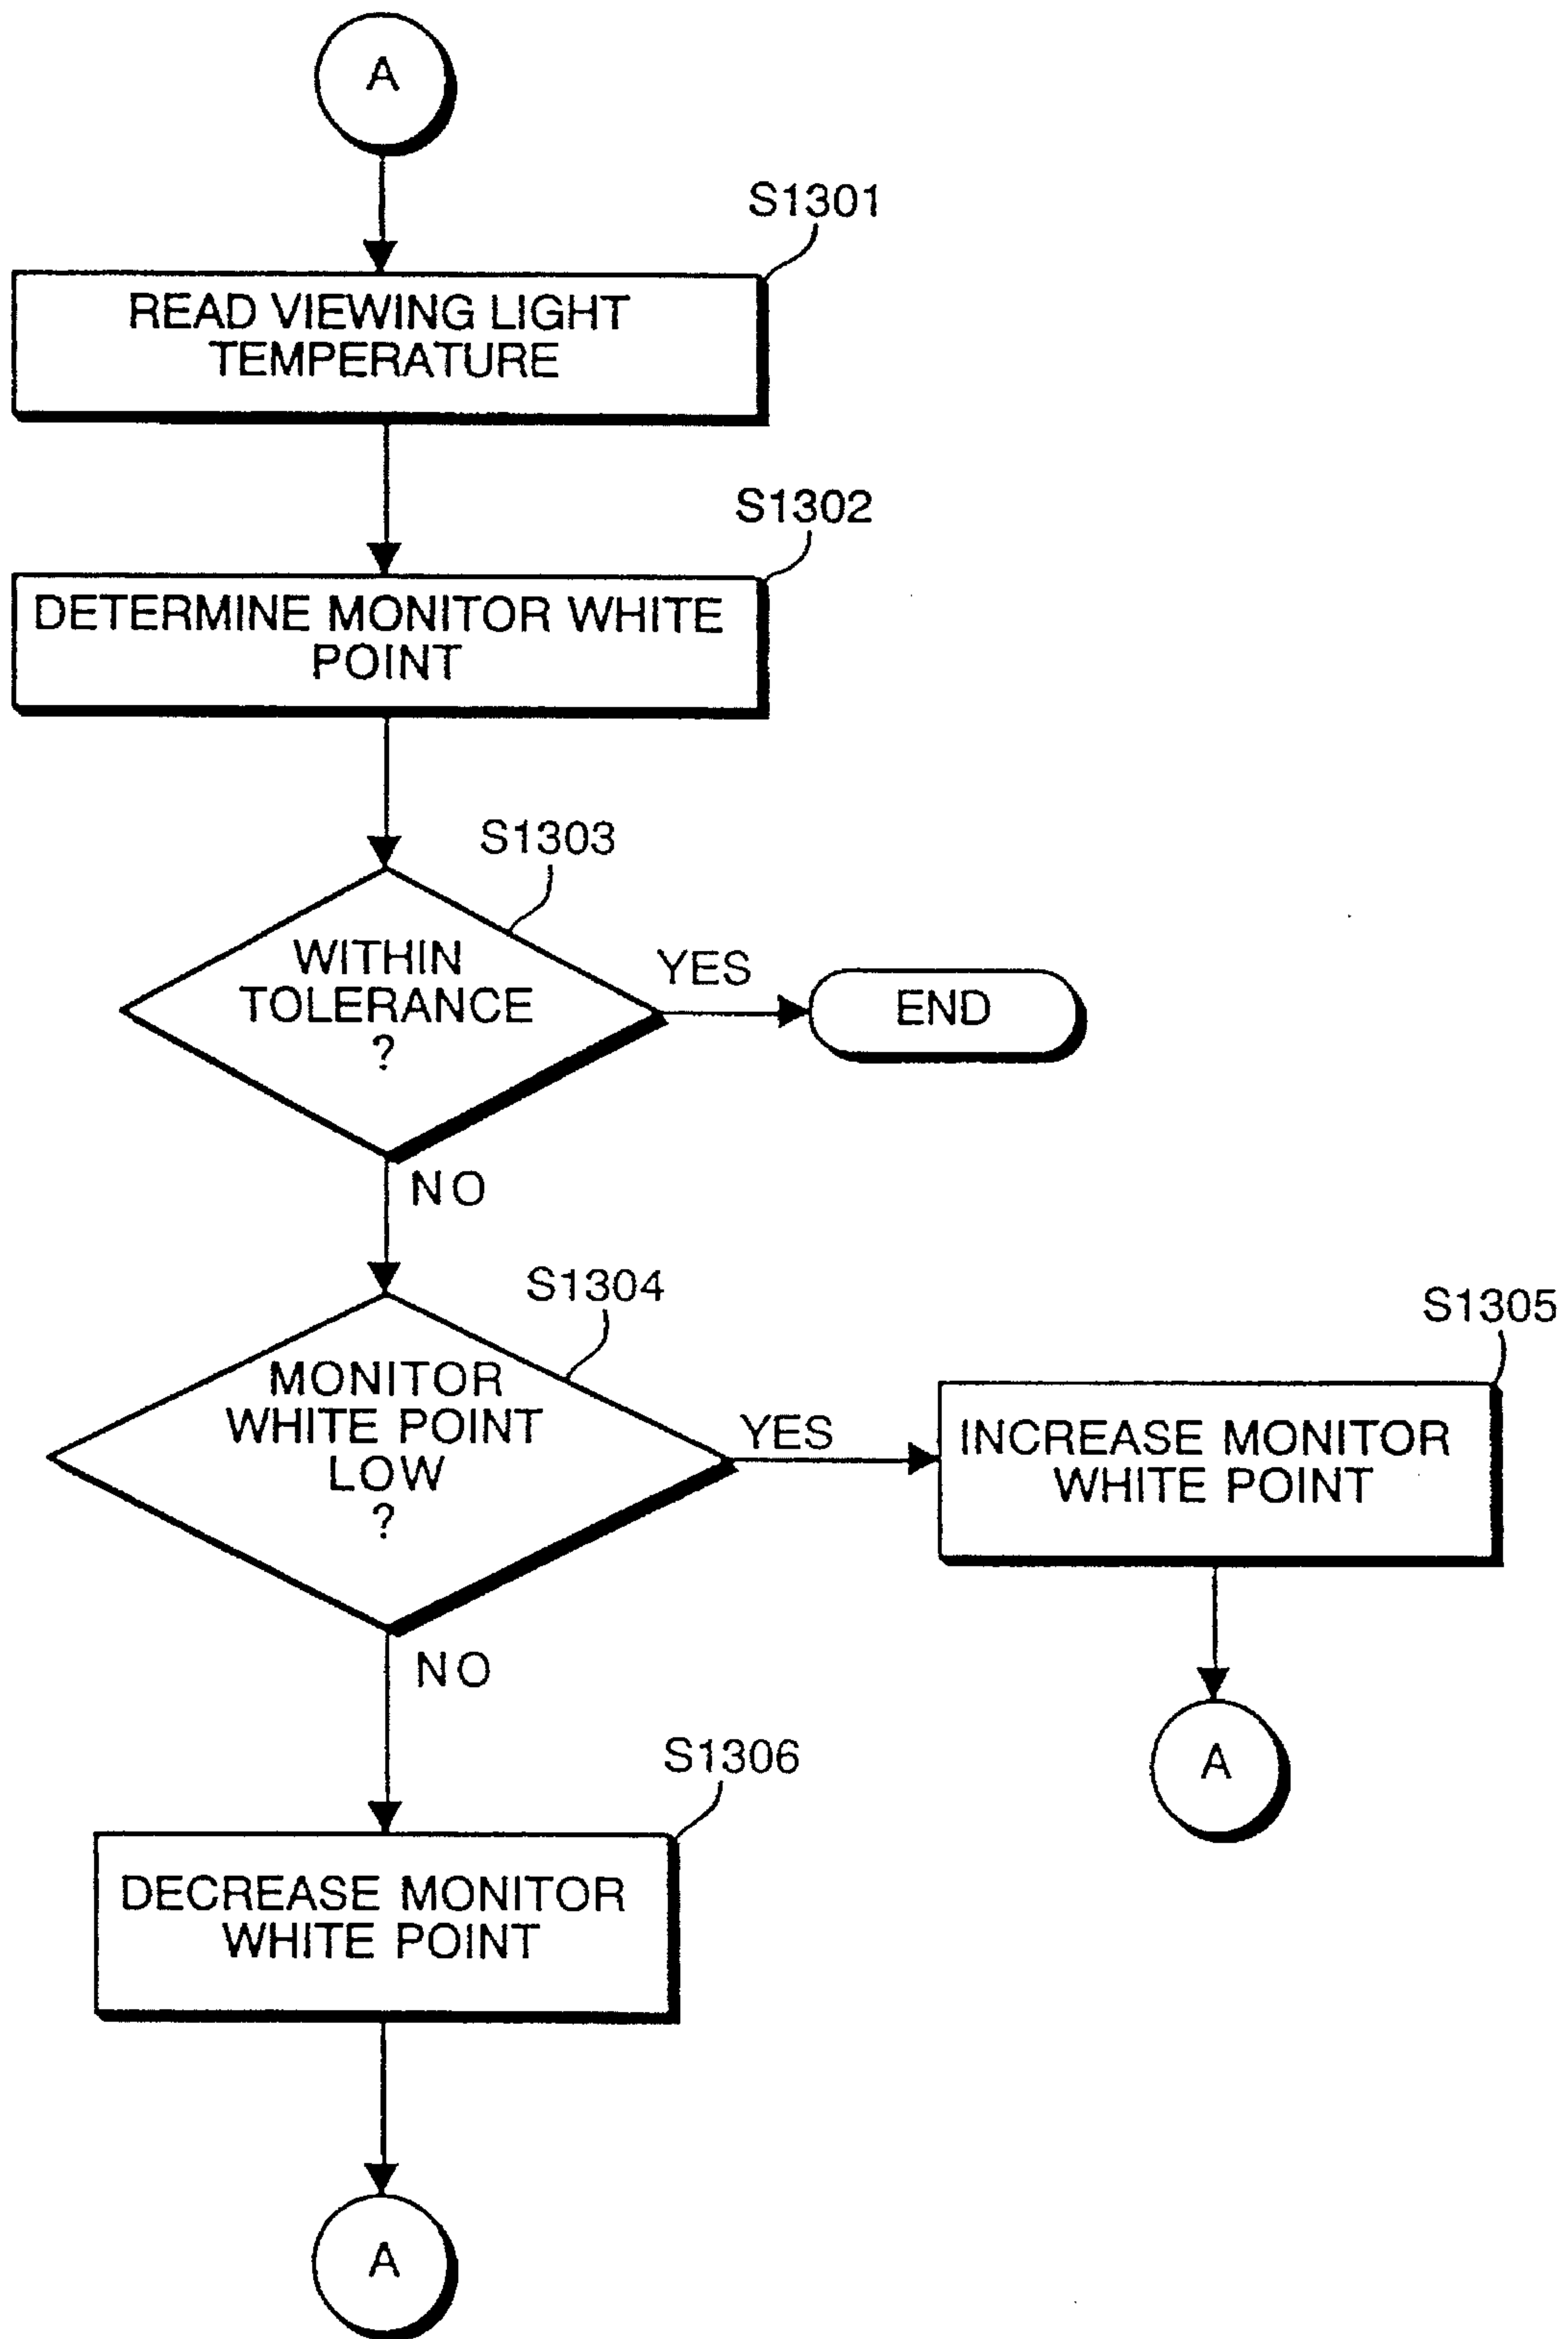 A
S1301
READ VIEWING LIGHT
TEMPERATURE
S1302
DETERMINE MONITOR WHITE
POINT
S1303
WITHIN
TOLERANCE
?
YES
END
NO
S1304
MONITOR
WHITE POINT
LOW
?
YES
S1305
INCREASE MONITOR
WHITE POINT
A
NO
S1306
DECREASE MONITOR
WHITE POINT
A